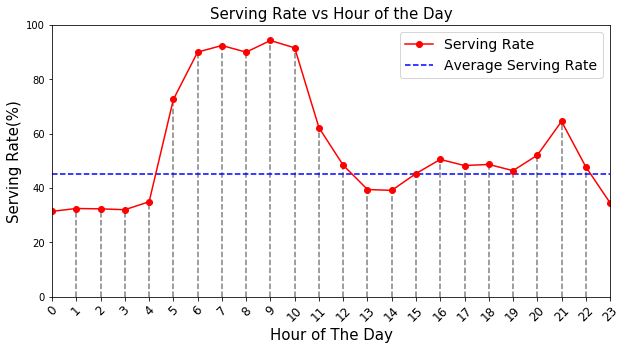 Serving Rate vs Hour of the Day
Serving Rate
Average Serving Rate
Serving Rate(%)
100
80
60
40
20
0
0 1 2 3 4 5 6 7 8 9 10 11 12 13 14 15 16 17 18 19 20 21 22 23
Hour of The Day